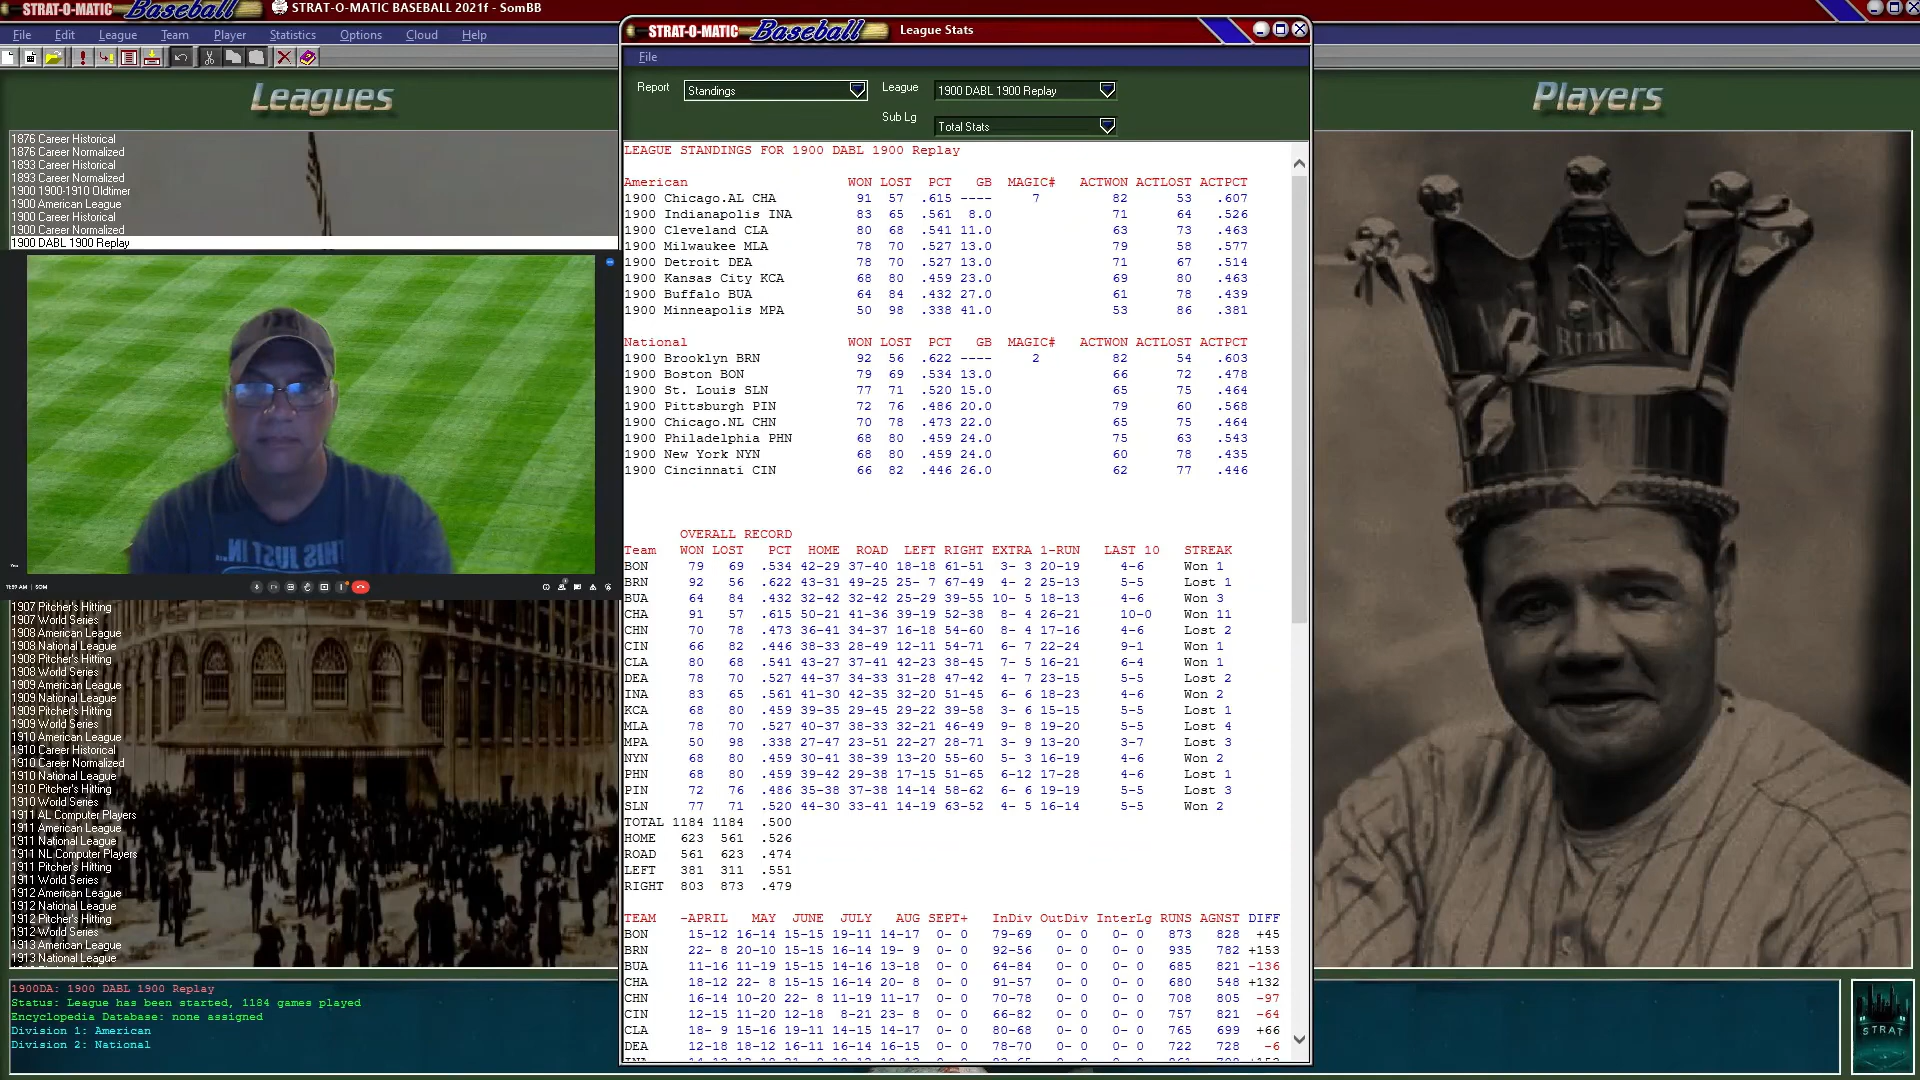 STRAT-O-MATIC Baseball STRAT-O-MATIC BASEBALL 2021f - SomBB
File Edit League Team Player Statistics Options Cloud Help
Leagues
1876 Career Historical
1876 Career Normalized
1893 Career Historical
1893 Career Normalized
1900 1900-1910 Oldtimer
1900 American League
1900 Career Historical
1900 Career Normalized
1900 DABL 1900 Replay
THIS JUST IN...
You
11:57 AM | SOM
1907 Pitcher's Hitting
1907 World Series
1908 American League
1908 National League
1908 Pitcher's Hitting
1908 World Series
1909 American League
1909 National League
1909 Pitcher's Hitting
1909 World Series
1910 American League
1910 Career Historical
1910 Career Normalized
1910 National League
1910 Pitcher's Hitting
1910 World Series
1911 AL Computer Players
1911 American League
1911 National League
1911 NL Computer Players
1911 Pitcher's Hitting
1911 World Series
1912 American League
1912 National League
1912 Pitcher's Hitting
1912 World Series
1913 American League
1913 National League
1900DA: 1900 DABL 1900 Replay
Status: League has been started, 1184 games played
Encyclopedia Database: none assigned
Division 1: American
Division 2: National
STRAT-O-MATIC Baseball League Stats
File
Report Standings League 1900 DABL 1900 Replay
Sub Lg Total Stats
LEAGUE STANDINGS FOR 1900 DABL 1900 Replay
American WON LOST PCT GB MAGIC# ACTWON ACTLOST ACTPCT
1900 Chicago.AL CHA 91 57 .615 ---- 7 82 53 .607
1900 Indianapolis INA 83 65 .561 8.0 71 64 .526
1900 Cleveland CLA 80 68 .541 11.0 63 73 .463
1900 Milwaukee MLA 78 70 .527 13.0 79 58 .577
1900 Detroit DEA 78 70 .527 13.0 71 67 .514
1900 Kansas City KCA 68 80 .459 23.0 69 80 .463
1900 Buffalo BUA 64 84 .432 27.0 61 78 .439
1900 Minneapolis MPA 50 98 .338 41.0 53 86 .381
National WON LOST PCT GB MAGIC# ACTWON ACTLOST ACTPCT
1900 Brooklyn BRN 92 56 .622 ---- 2 82 54 .603
1900 Boston BON 79 69 .534 13.0 66 72 .478
1900 St. Louis SLN 77 71 .520 15.0 65 75 .464
1900 Pittsburgh PIN 72 76 .486 20.0 79 60 .568
1900 Chicago.NL CHN 70 78 .473 22.0 65 75 .464
1900 Philadelphia PHN 68 80 .459 24.0 75 63 .543
1900 New York NYN 68 80 .459 24.0 60 78 .435
1900 Cincinnati CIN 66 82 .446 26.0 62 77 .446
OVERALL RECORD
Team WON LOST PCT HOME ROAD LEFT RIGHT EXTRA 1-RUN LAST 10 STREAK
BON 79 69 .534 42-29 37-40 18-18 61-51 3- 3 20-19 4-6 Won 1
BRN 92 56 .622 43-31 49-25 25- 7 67-49 4- 2 25-13 5-5 Lost 1
BUA 64 84 .432 32-42 32-42 25-29 39-55 10- 5 18-13 4-6 Won 3
CHA 91 57 .615 50-21 41-36 39-19 52-38 8- 4 26-21 10-0 Won 11
CHN 70 78 .473 36-41 34-37 16-18 54-60 8- 4 17-16 4-6 Lost 2
CIN 66 82 .446 38-33 28-49 12-11 54-71 6- 7 22-24 9-1 Won 1
CLA 80 68 .541 43-27 37-41 42-23 38-45 7- 5 16-21 6-4 Won 1
DEA 78 70 .527 44-37 34-33 31-28 47-42 4- 7 23-15 5-5 Lost 2
INA 83 65 .561 41-30 42-35 32-20 51-45 6- 6 18-23 4-6 Won 2
KCA 68 80 .459 39-35 29-45 29-22 39-58 3- 6 15-15 5-5 Lost 1
MLA 78 70 .527 40-37 38-33 32-21 46-49 9- 8 19-20 5-5 Lost 4
MPA 50 98 .338 27-47 23-51 22-27 28-71 3- 9 13-20 3-7 Lost 3
NYN 68 80 .459 30-41 38-39 13-20 55-60 5- 3 16-19 4-6 Won 2
PHN 68 80 .459 39-42 29-38 17-15 51-65 6-12 17-28 4-6 Lost 1
PIN 72 76 .486 35-38 37-38 14-14 58-62 6- 6 19-19 5-5 Lost 3
SLN 77 71 .520 44-30 33-41 14-19 63-52 4- 5 16-14 5-5 Won 2
TOTAL 1184 1184 .500
HOME 623 561 .526
ROAD 561 623 .474
LEFT 381 311 .551
RIGHT 803 873 .479
TEAM -APRIL MAY JUNE JULY AUG SEPT+ InDiv OutDiv InterLg RUNS AGNST DIFF
BON 15-12 16-14 15-15 19-11 14-17 0- 0 79-69 0- 0 0- 0 873 828 +45
BRN 22- 8 20-10 15-15 16-14 19- 9 0- 0 92-56 0- 0 0- 0 935 782 +153
BUA 11-16 11-19 15-15 14-16 13-18 0- 0 64-84 0- 0 0- 0 685 821 -136
CHA 18-12 22- 8 15-15 16-14 20- 8 0- 0 91-57 0- 0 0- 0 680 548 +132
CHN 16-14 10-20 22- 8 11-19 11-17 0- 0 70-78 0- 0 0- 0 708 805 -97
CIN 12-15 11-20 12-18 8-21 23- 8 0- 0 66-82 0- 0 0- 0 757 821 -64
CLA 18- 9 15-16 19-11 14-15 14-17 0- 0 80-68 0- 0 0- 0 765 699 +66
DEA 12-18 18-12 16-11 16-14 16-15 0- 0 78-70 0- 0 0- 0 722 728 -6
Players
RUTH
STRAT